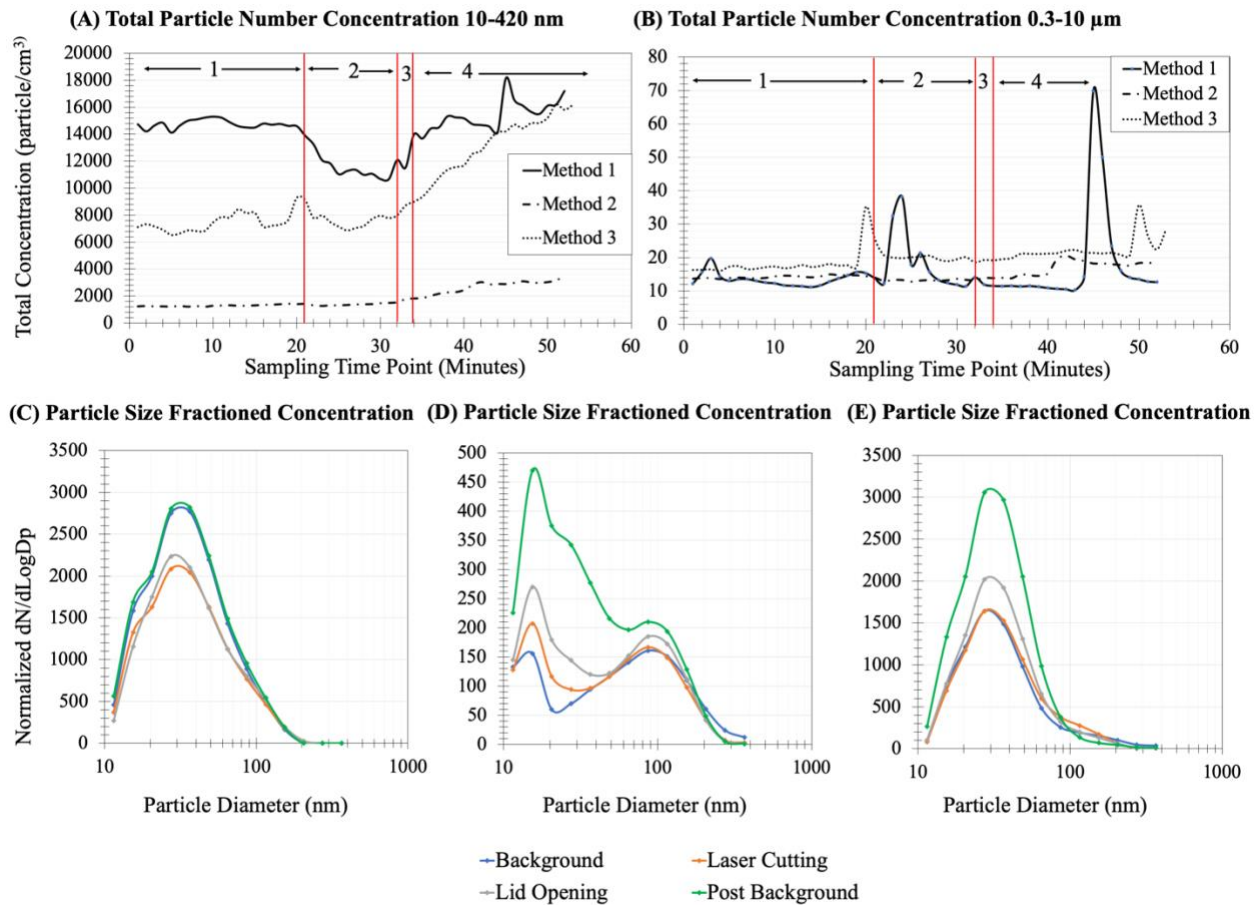 (A) Total Particle Number Concentration 10-420 nm
Total Concentration (particle/cm³)
20000
18000
16000
14000
12000
10000
8000
6000
4000
2000
0
1
2
3
4
Method 1
Method 2
Method 3
0 10 20 30 40 50 60
Sampling Time Point (Minutes)
(B) Total Particle Number Concentration 0.3-10 µm
80
70
60
50
40
30
20
10
0
1
2
3
4
Method 1
Method 2
Method 3
0 10 20 30 40 50 60
Sampling Time Point (Minutes)
(C) Particle Size Fractioned Concentration
Normalized dN/dLogDp
3500
3000
2500
2000
1500
1000
500
0
10 100 1000
Particle Diameter (nm)
(D) Particle Size Fractioned Concentration
500
450
400
350
300
250
200
150
100
50
0
10 100 1000
Particle Diameter (nm)
(E) Particle Size Fractioned Concentration
3500
3000
2500
2000
1500
1000
500
0
10 100 1000
Particle Diameter (nm)
Background
Laser Cutting
Lid Opening
Post Background